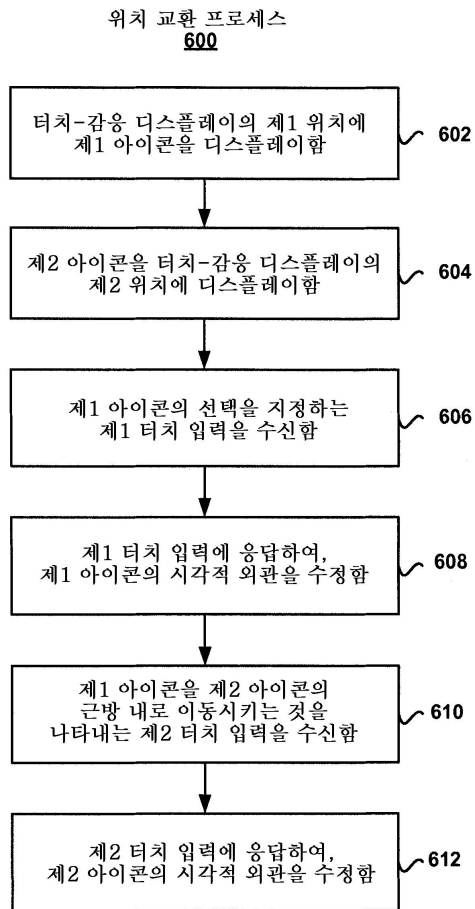 위치 교환 프로세스
600
터치-감응 디스플레이의 제1 위치에
제1 아이콘을 디스플레이함
602
제2 아이콘을 터치-감응 디스플레이의
제2 위치에 디스플레이함
604
제1 아이콘의 선택을 지정하는
제1 터치 입력을 수신함
606
제1 터치 입력에 응답하여,
제1 아이콘의 시각적 외관을 수정함
608
제1 아이콘을 제2 아이콘의
근방 내로 이동시키는 것을
나타내는 제2 터치 입력을 수신함
610
제2 터치 입력에 응답하여,
제2 아이콘의 시각적 외관을 수정함
612